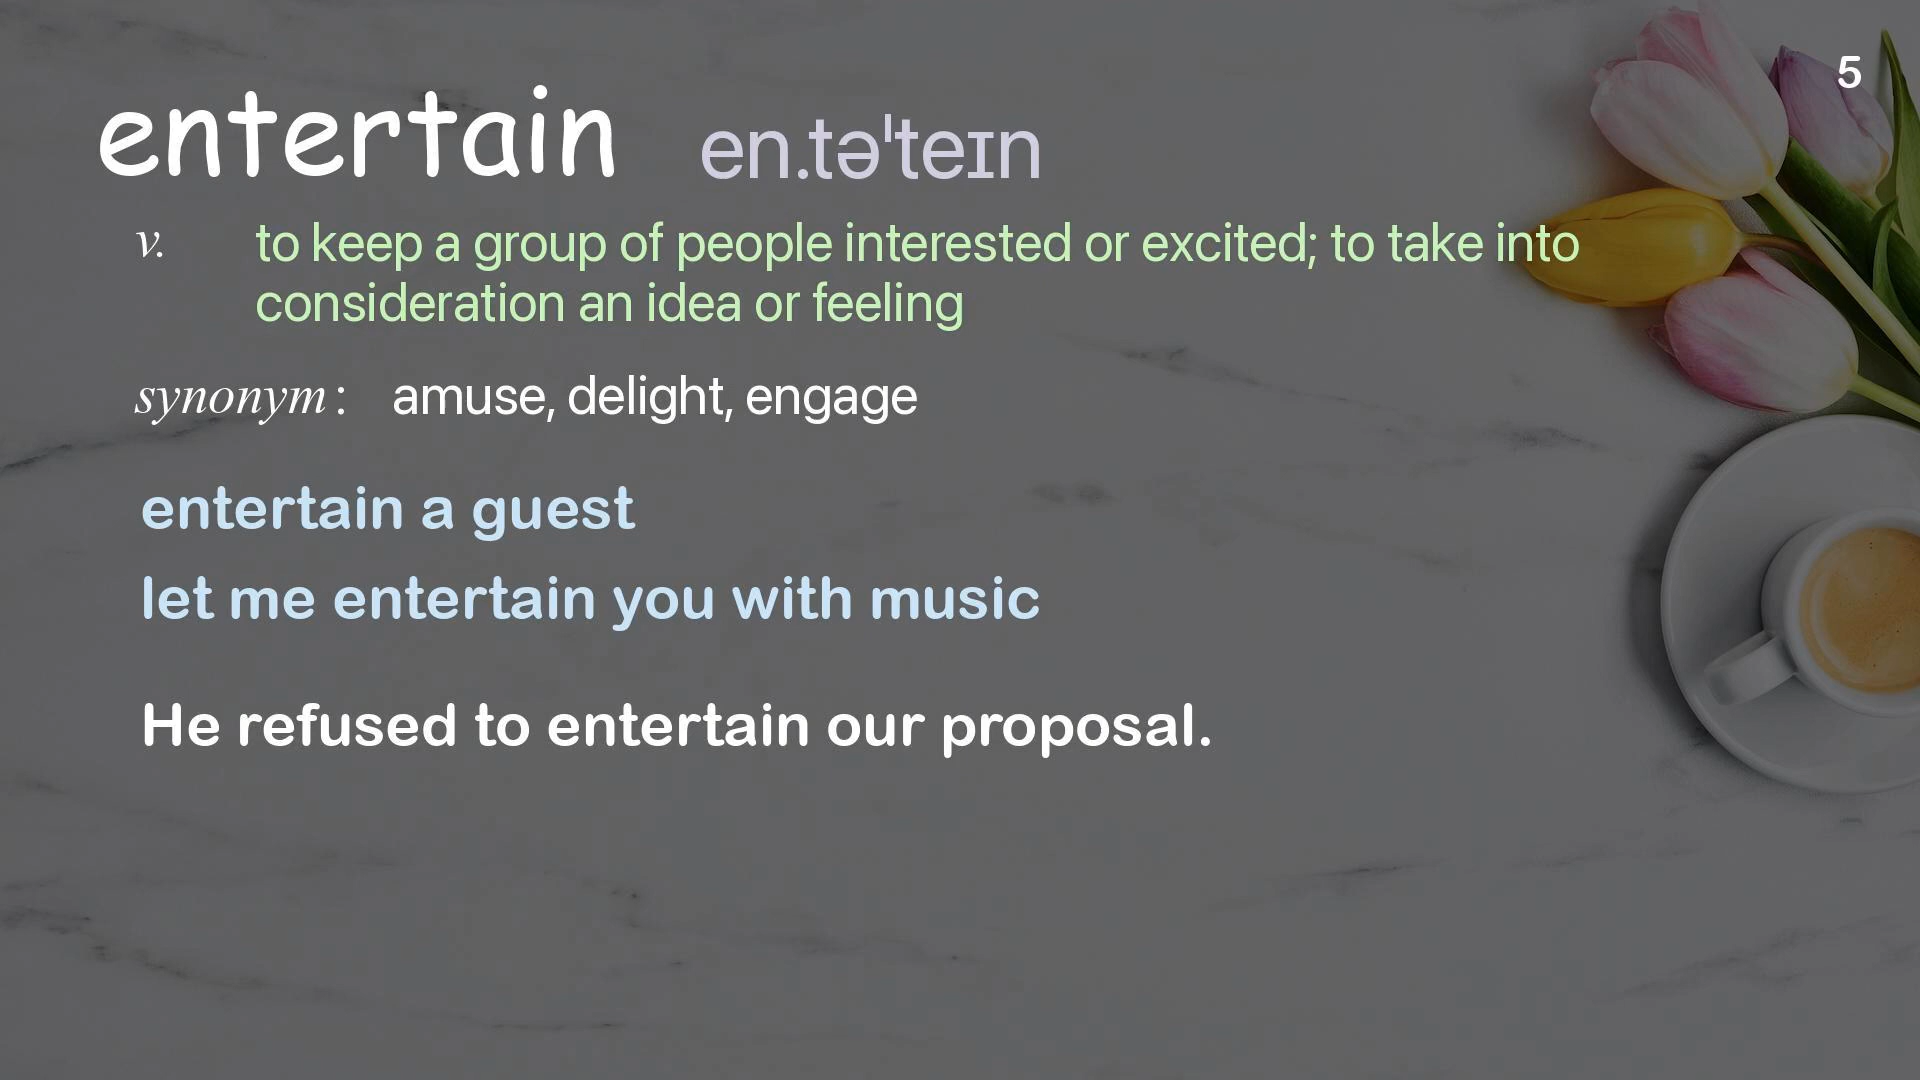 5
entertain en.təˈteɪn
v. to keep a group of people interested or excited; to take into
consideration an idea or feeling
synonym: amuse, delight, engage
entertain a guest
let me entertain you with music
He refused to entertain our proposal.